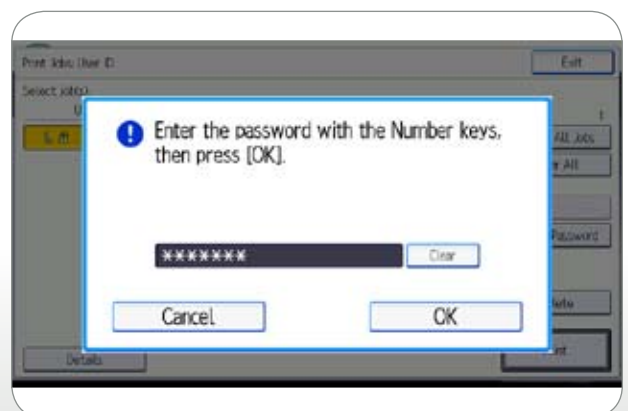 Print Jobs: User ID
Exit
Select job(s).
Enter the password with the Number keys,
then press [OK].
All Jobs
All
Password
*******
Clear
Cancel
OK
Details